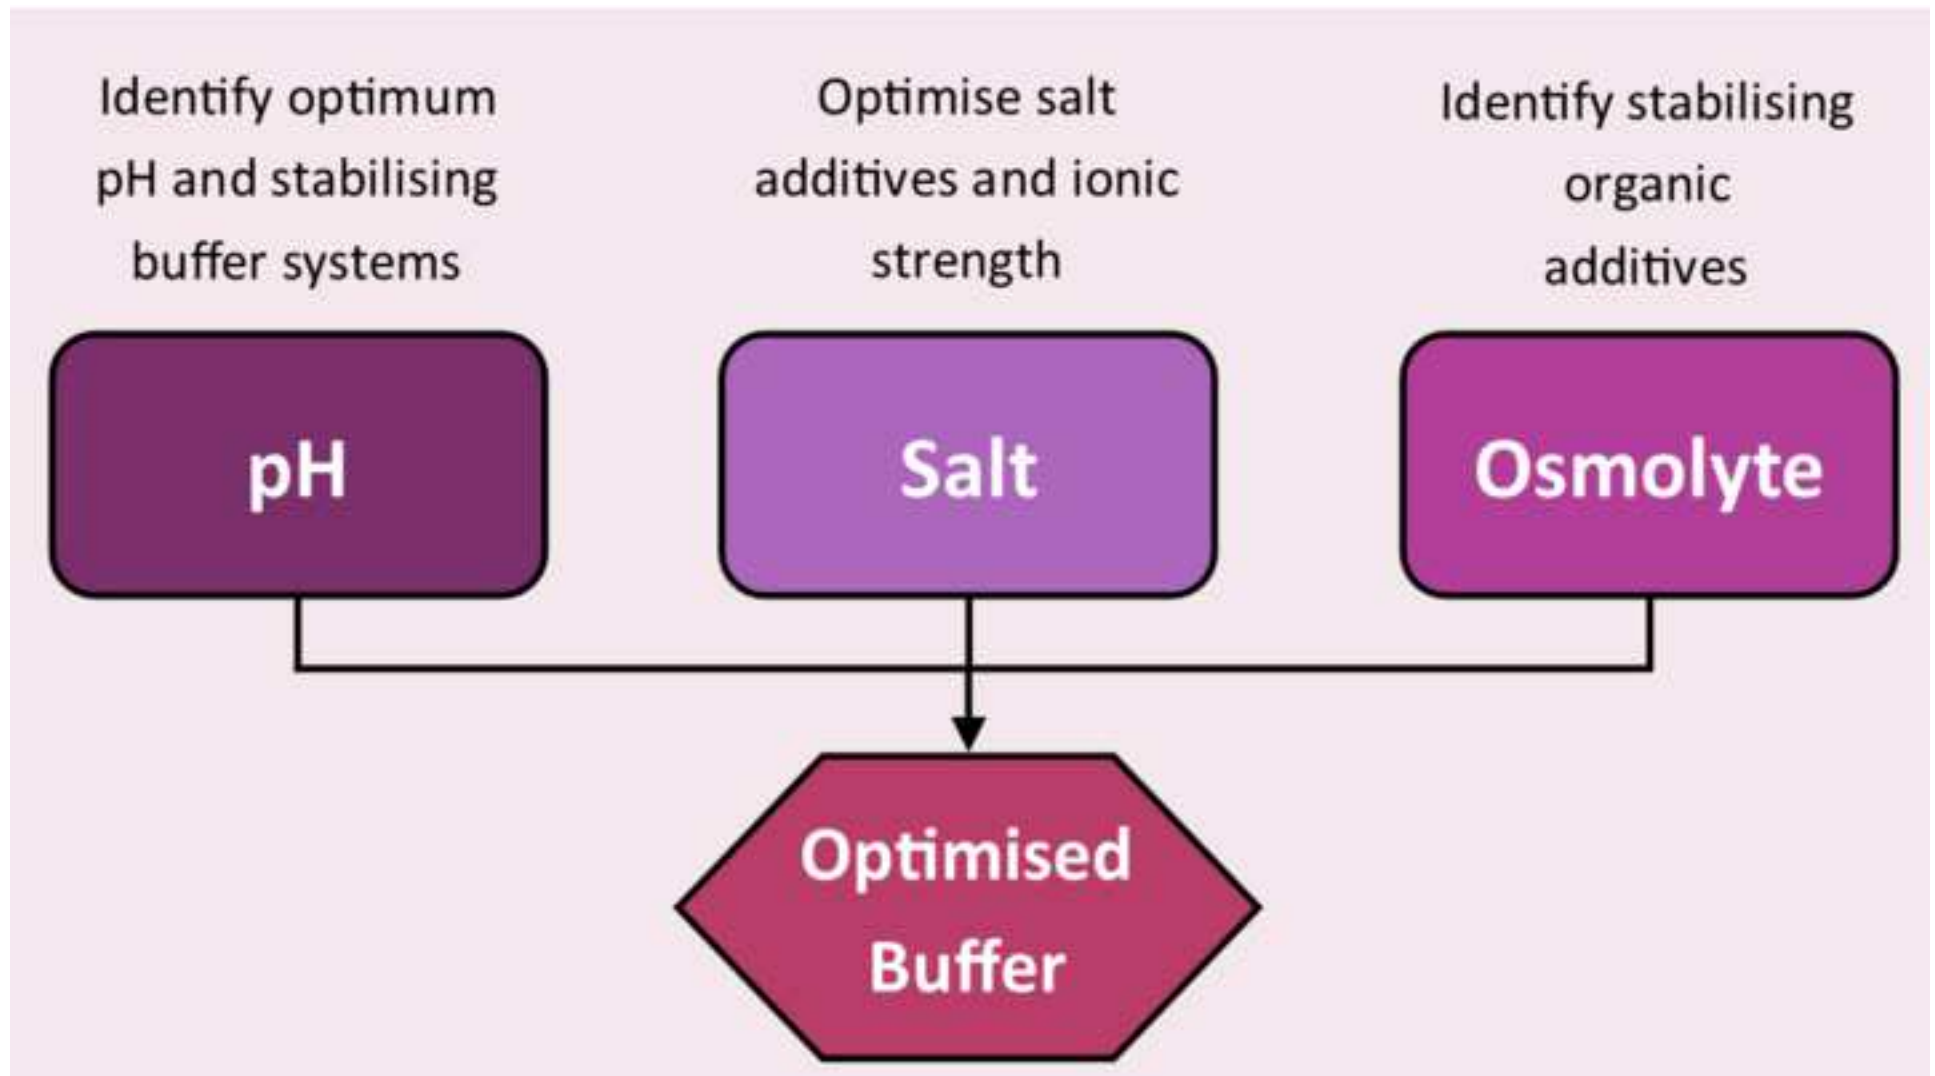 Identify optimum
pH and stabilising
buffer systems
Optimise salt
additives and ionic
strength
Identify stabilising
organic
additives
pH
Salt
Osmolyte
Optimised
Buffer